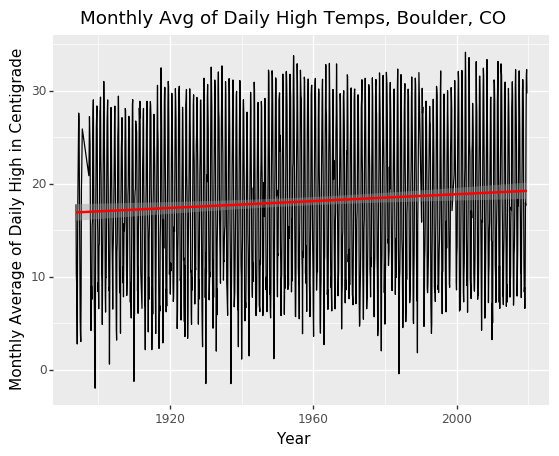 Monthly Avg of Daily High Temps, Boulder, CO
Monthly Average of Daily High in Centigrade
30
20
10
0
1920
1960
2000
Year